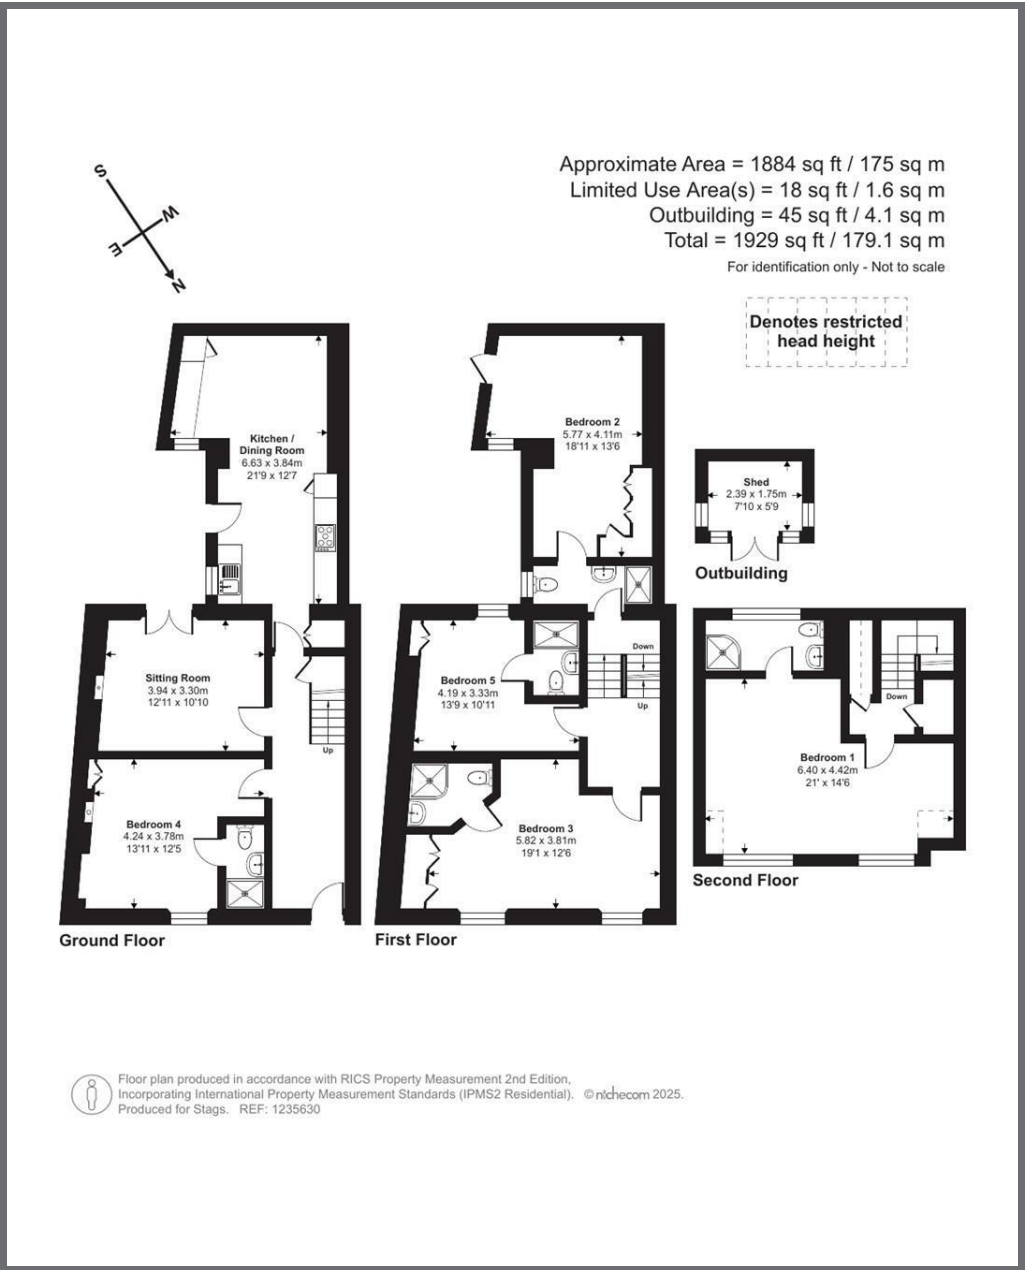 S
W
E
N
Approximate Area = 1884 sq ft / 175 sq m
Limited Use Area(s) = 18 sq ft / 1.6 sq m
Outbuilding = 45 sq ft / 4.1 sq m
Total = 1929 sq ft / 179.1 sq m
For identification only - Not to scale
Denotes restricted
head height
Kitchen /
Dining Room
6.63 x 3.84m
21'9 x 12'7
Sitting Room
3.94 x 3.30m
12'11 x 10'10
Up
Bedroom 4
4.24 x 3.78m
13'11 x 12'5
Ground Floor
Bedroom 2
5.77 x 4.11m
18'11 x 13'6
Down
Up
Bedroom 5
4.19 x 3.33m
13'9 x 10'11
Bedroom 3
5.82 x 3.81m
19'1 x 12'6
First Floor
Shed
2.39 x 1.75m
7'10 x 5'9
Outbuilding
Down
Bedroom 1
6.40 x 4.42m
21' x 14'6
Second Floor
Floor plan produced in accordance with RICS Property Measurement 2nd Edition,
Incorporating International Property Measurement Standards (IPMS2 Residential). © nichecom 2025.
Produced for Stags. REF: 1235630